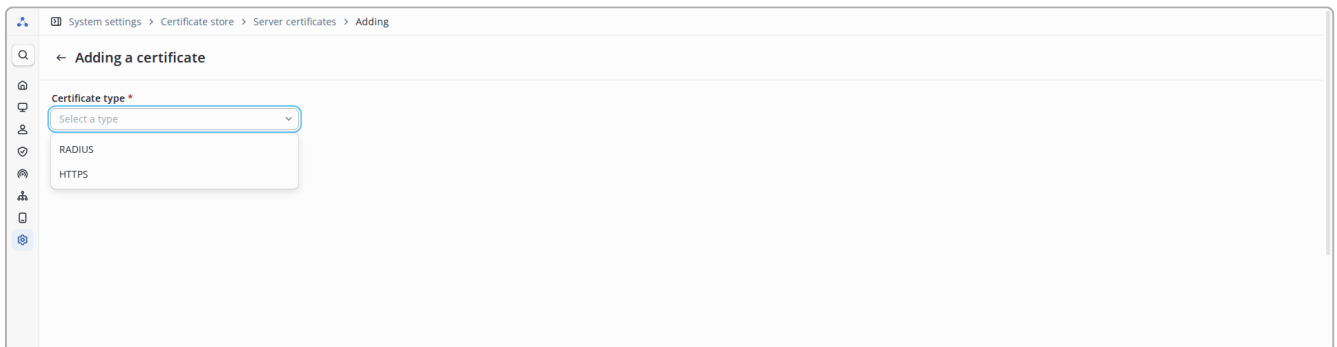 System settings > Certificate store > Server certificates > Adding
← Adding a certificate
Certificate type *
Select a type
RADIUS
HTTPS